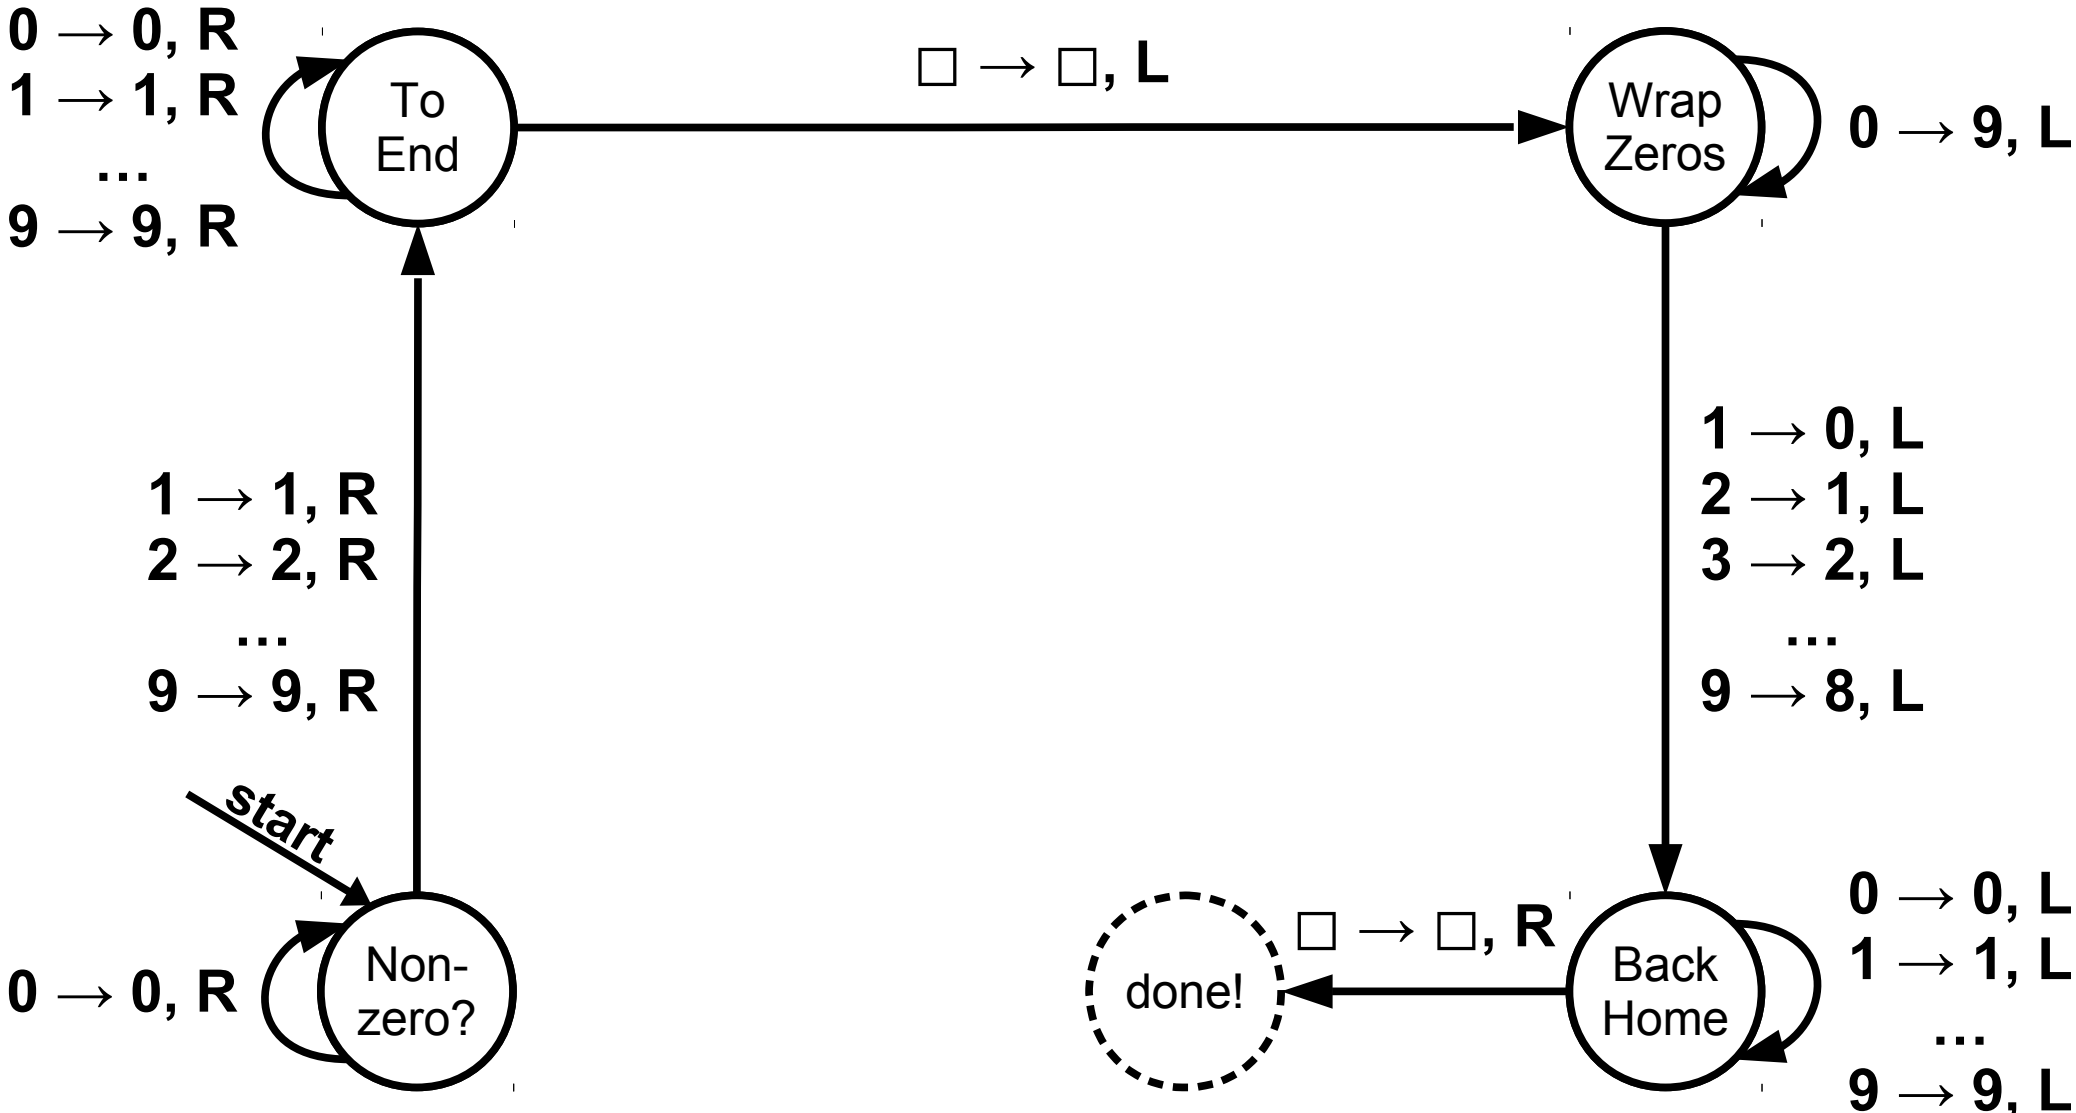 0 → 0, R
1 → 1, R
…
9 → 9, R
To
End
□ → □, L
Wrap
Zeros
0 → 9, L
1 → 1, R
2 → 2, R
…
9 → 9, R
1 → 0, L
2 → 1, L
3 → 2, L
…
9 → 8, L
start
0 → 0, R
Non-
zero?
done!
□ → □, R
Back
Home
0 → 0, L
1 → 1, L
…
9 → 9, L